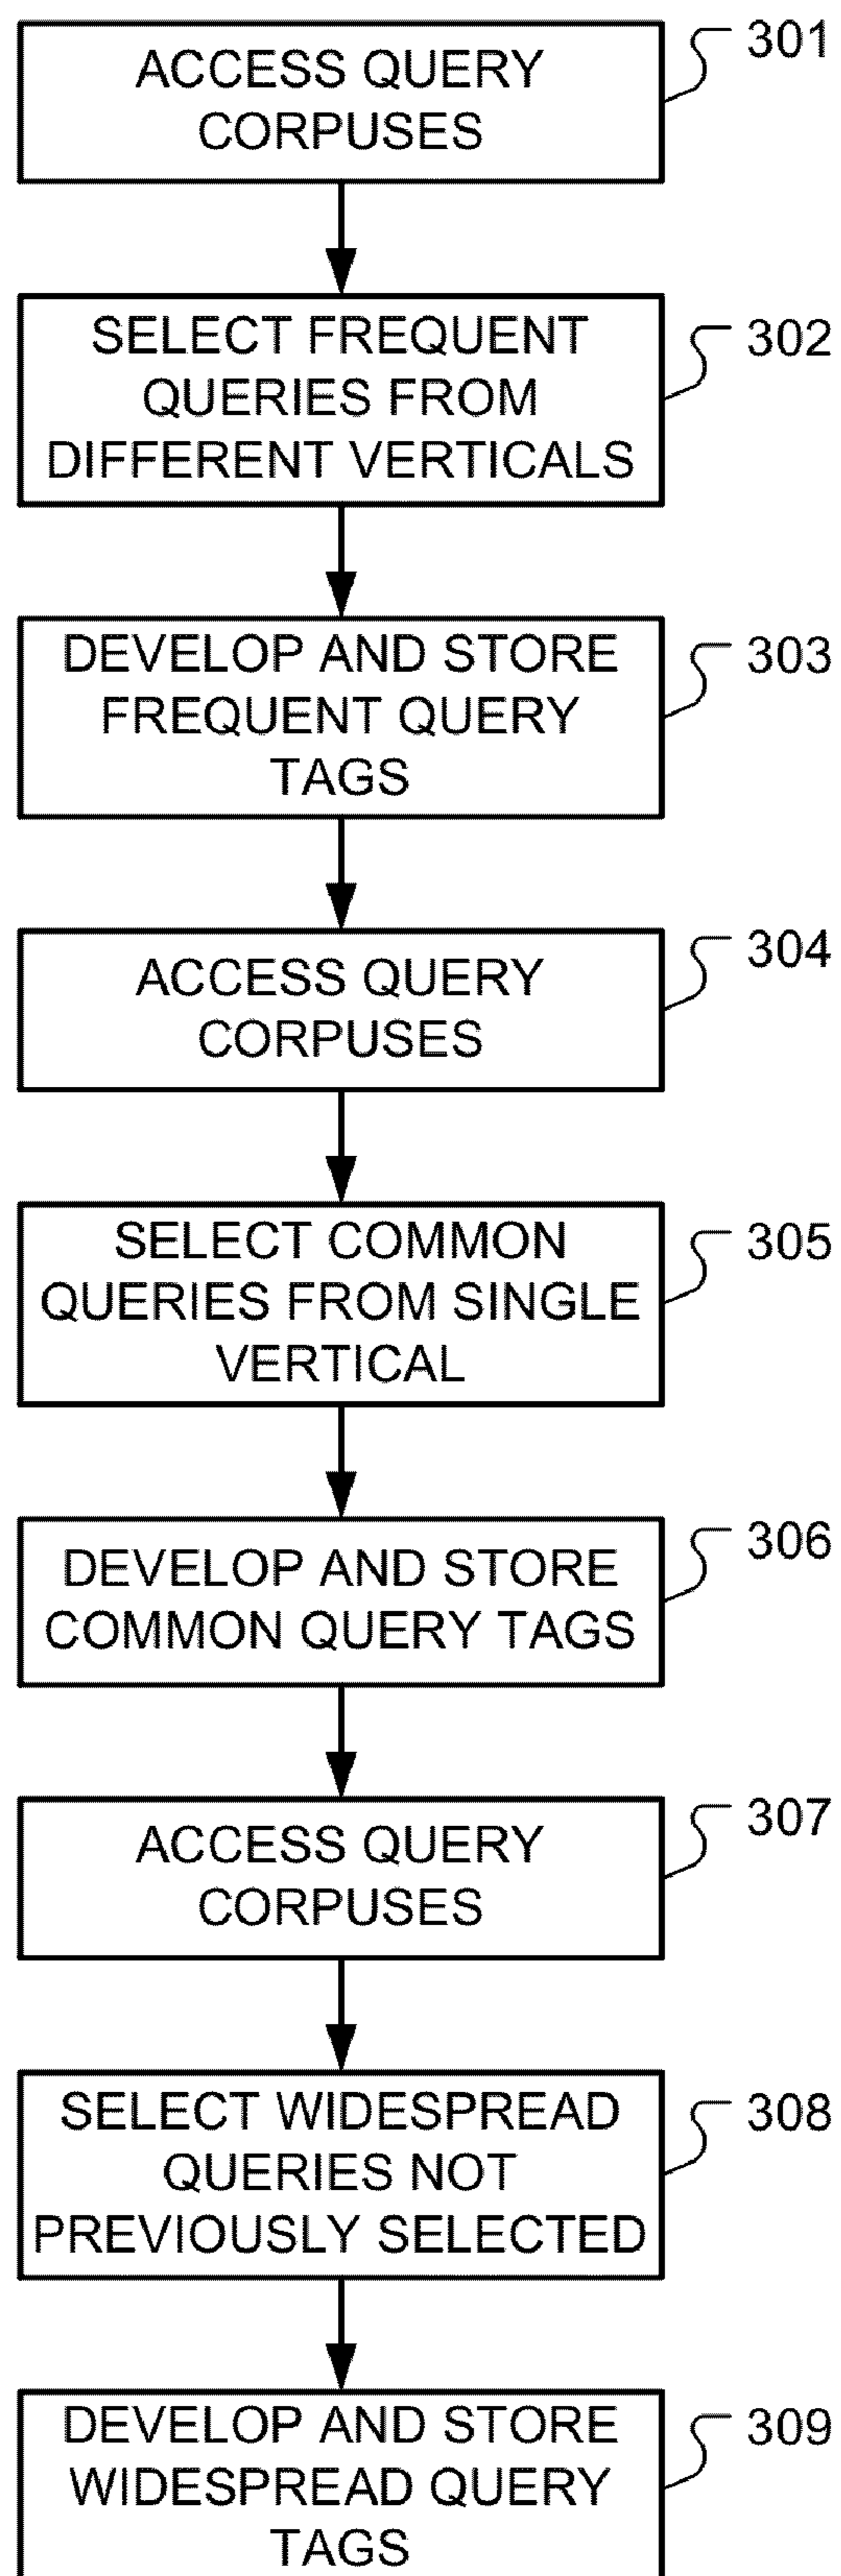 ACCESS QUERY
CORPUSES
301
SELECT FREQUENT
QUERIES FROM
DIFFERENT VERTICALS
302
DEVELOP AND STORE
FREQUENT QUERY
TAGS
303
ACCESS QUERY
CORPUSES
304
SELECT COMMON
QUERIES FROM SINGLE
VERTICAL
305
DEVELOP AND STORE
COMMON QUERY TAGS
306
ACCESS QUERY
CORPUSES
307
SELECT WIDESPREAD
QUERIES NOT
PREVIOUSLY SELECTED
308
DEVELOP AND STORE
WIDESPREAD QUERY
TAGS
309